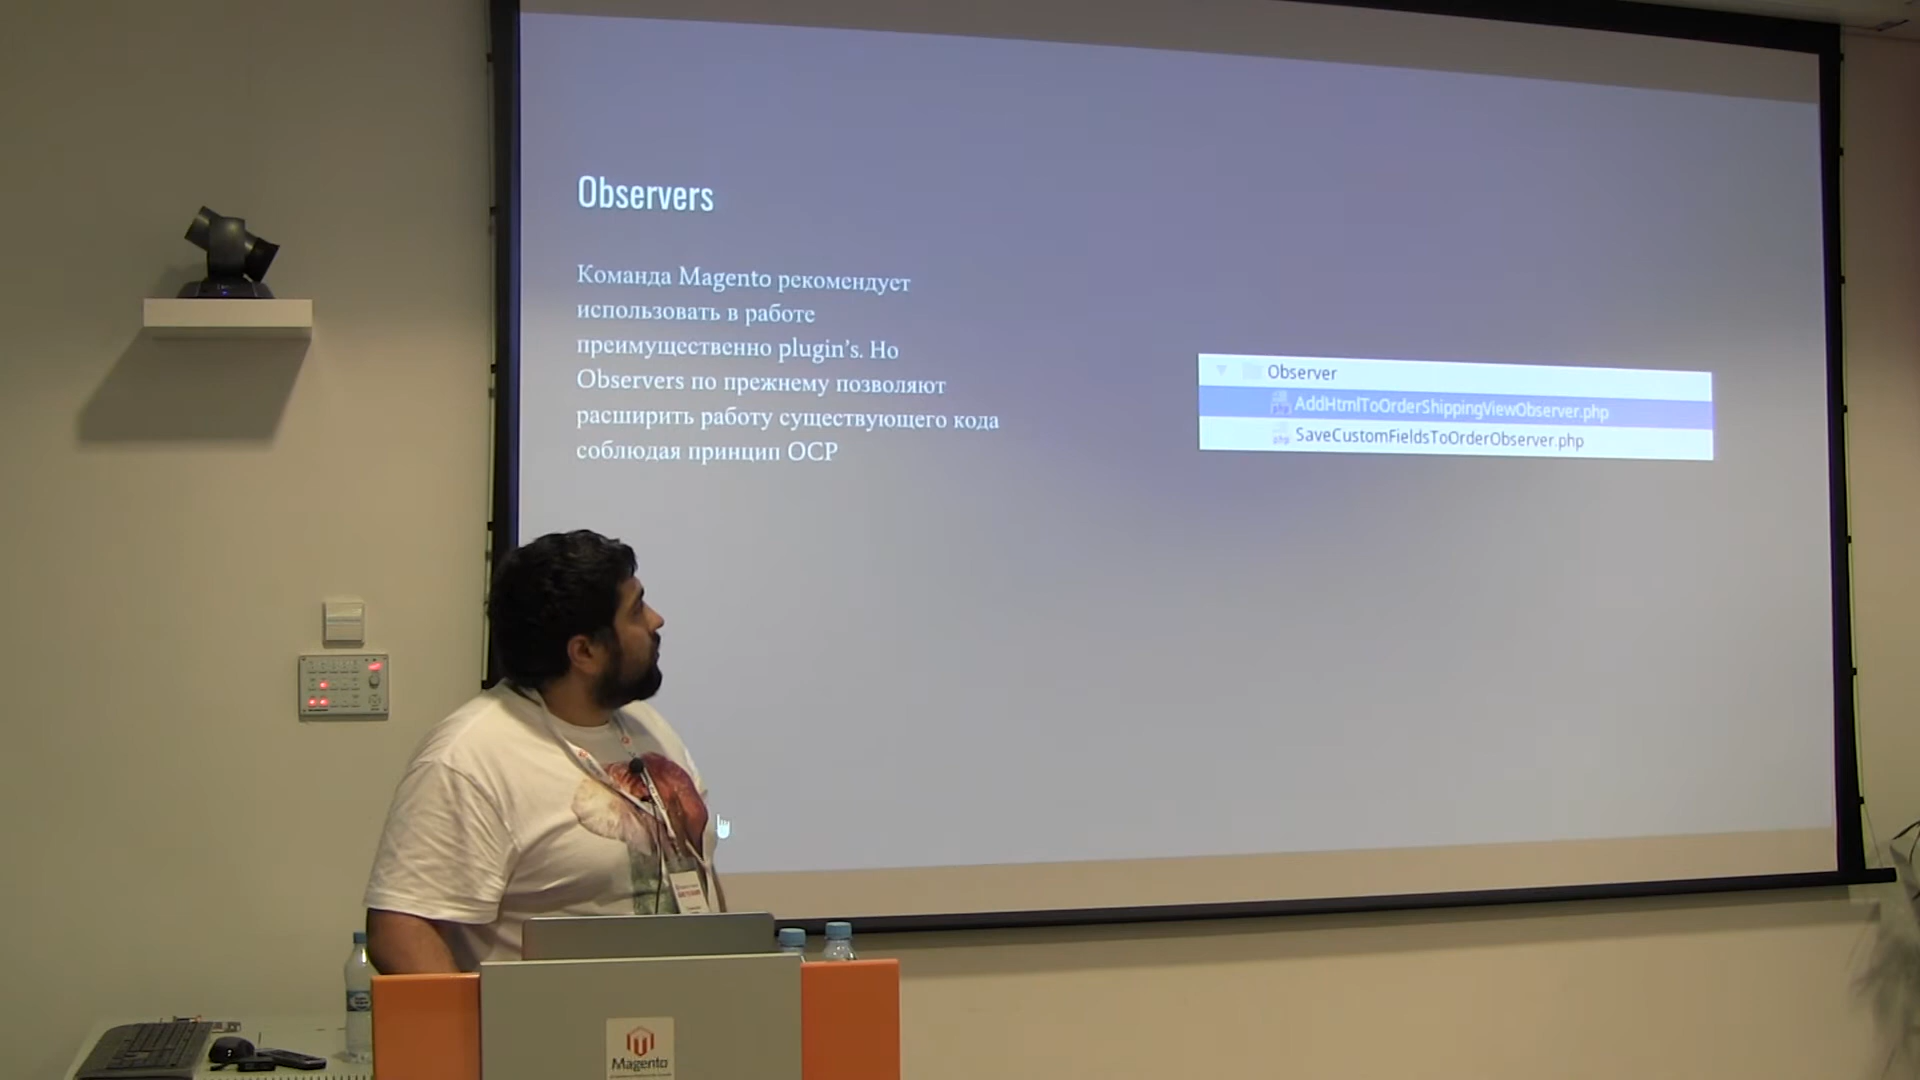 Observers
Команда Magento рекомендует
использовать в работе
преимущественно plugin's. Но
Observers по прежнему позволяют
расширить работу существующего кода
соблюдая принцип OCP
Observer
AddHtmlToOrderShippingViewObserver.php
SaveCustomFieldsToOrderObserver.php
Magento